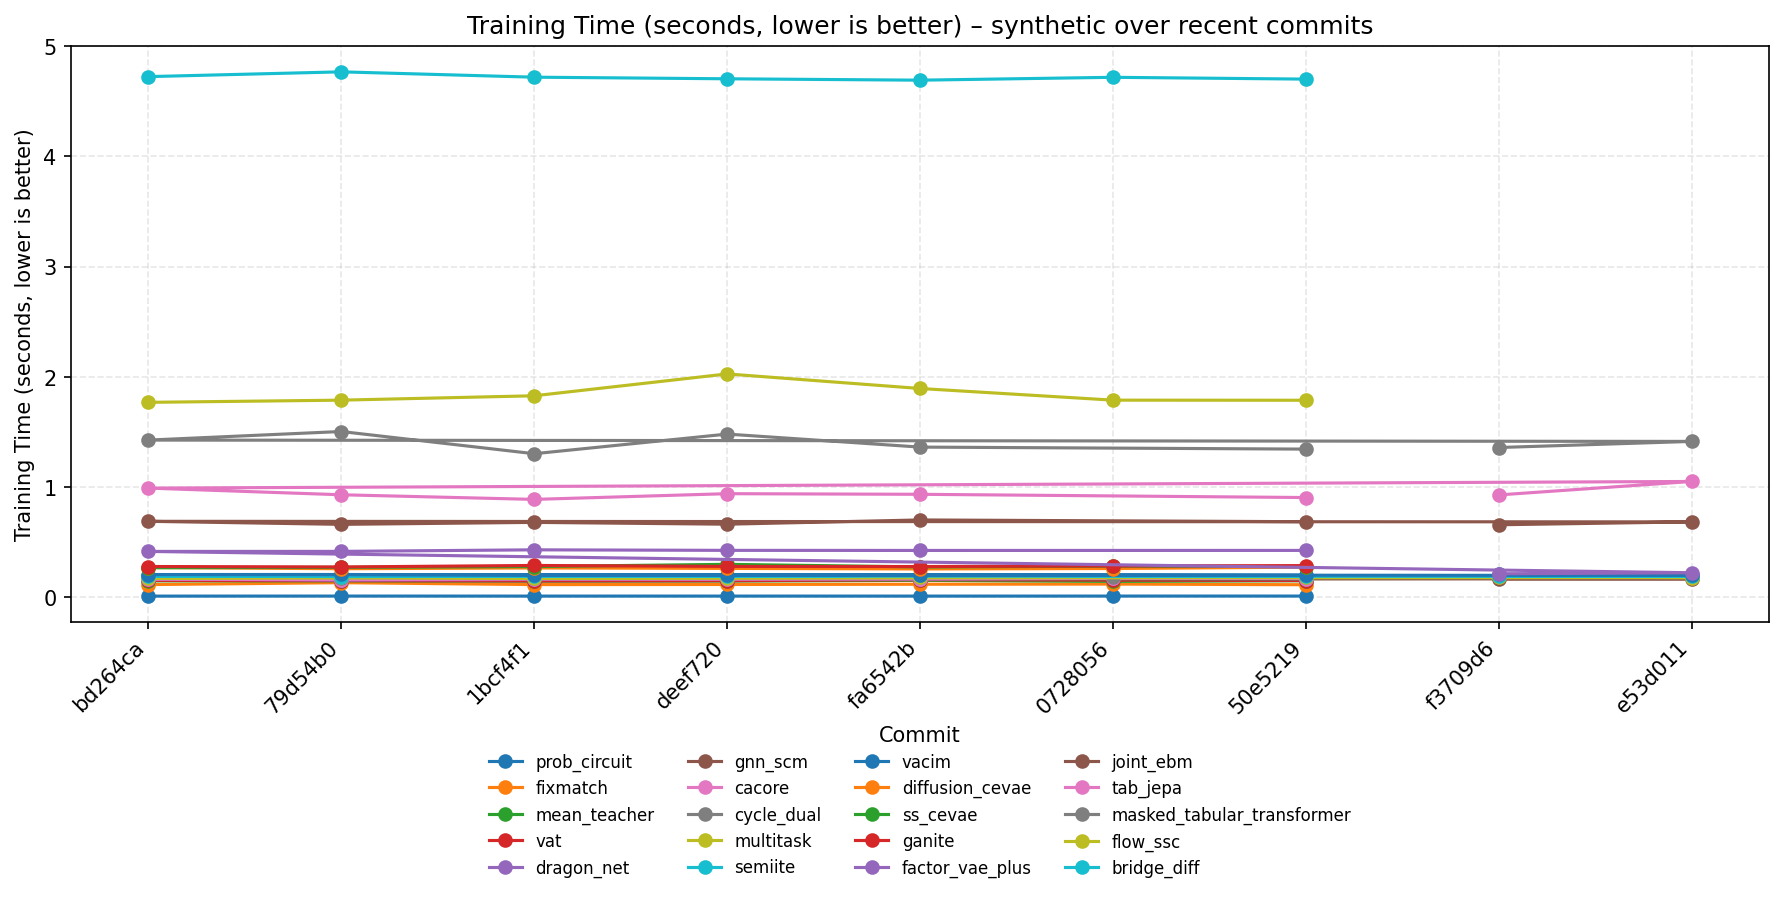 Training Time (seconds, lower is better) – synthetic over recent commits
Training Time (seconds, lower is better)
5
4
3
2
1
0
bd264ca
79d54b0
1bcf4f1
deef720
fa6542b
0728056
50e5219
f3709d6
e53d011
Commit
prob_circuit
fixmatch
mean_teacher
vat
dragon_net
gnn_scm
cacore
cycle_dual
multitask
semiite
vacim
diffusion_cevae
ss_cevae
ganite
factor_vae_plus
joint_ebm
tab_jepa
masked_tabular_transformer
flow_ssc
bridge_diff